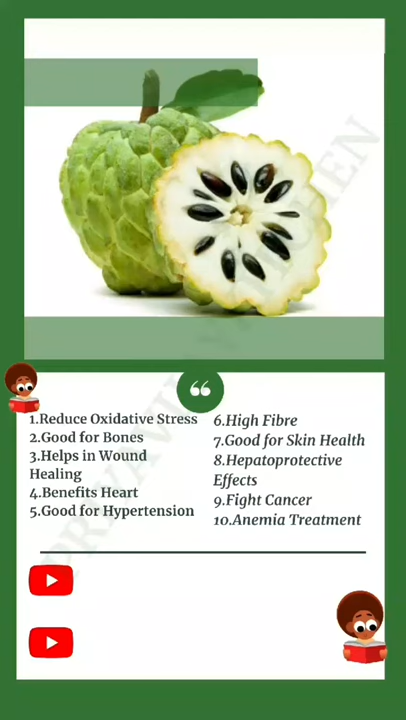 1.Reduce Oxidative Stress
2.Good for Bones
3.Helps in Wound
Healing
4.Benefits Heart
5.Good for Hypertension
6.High Fibre
7.Good for Skin Health
8.Hepatoprotective
Effects
9.Fight Cancer
10.Anemia Treatment